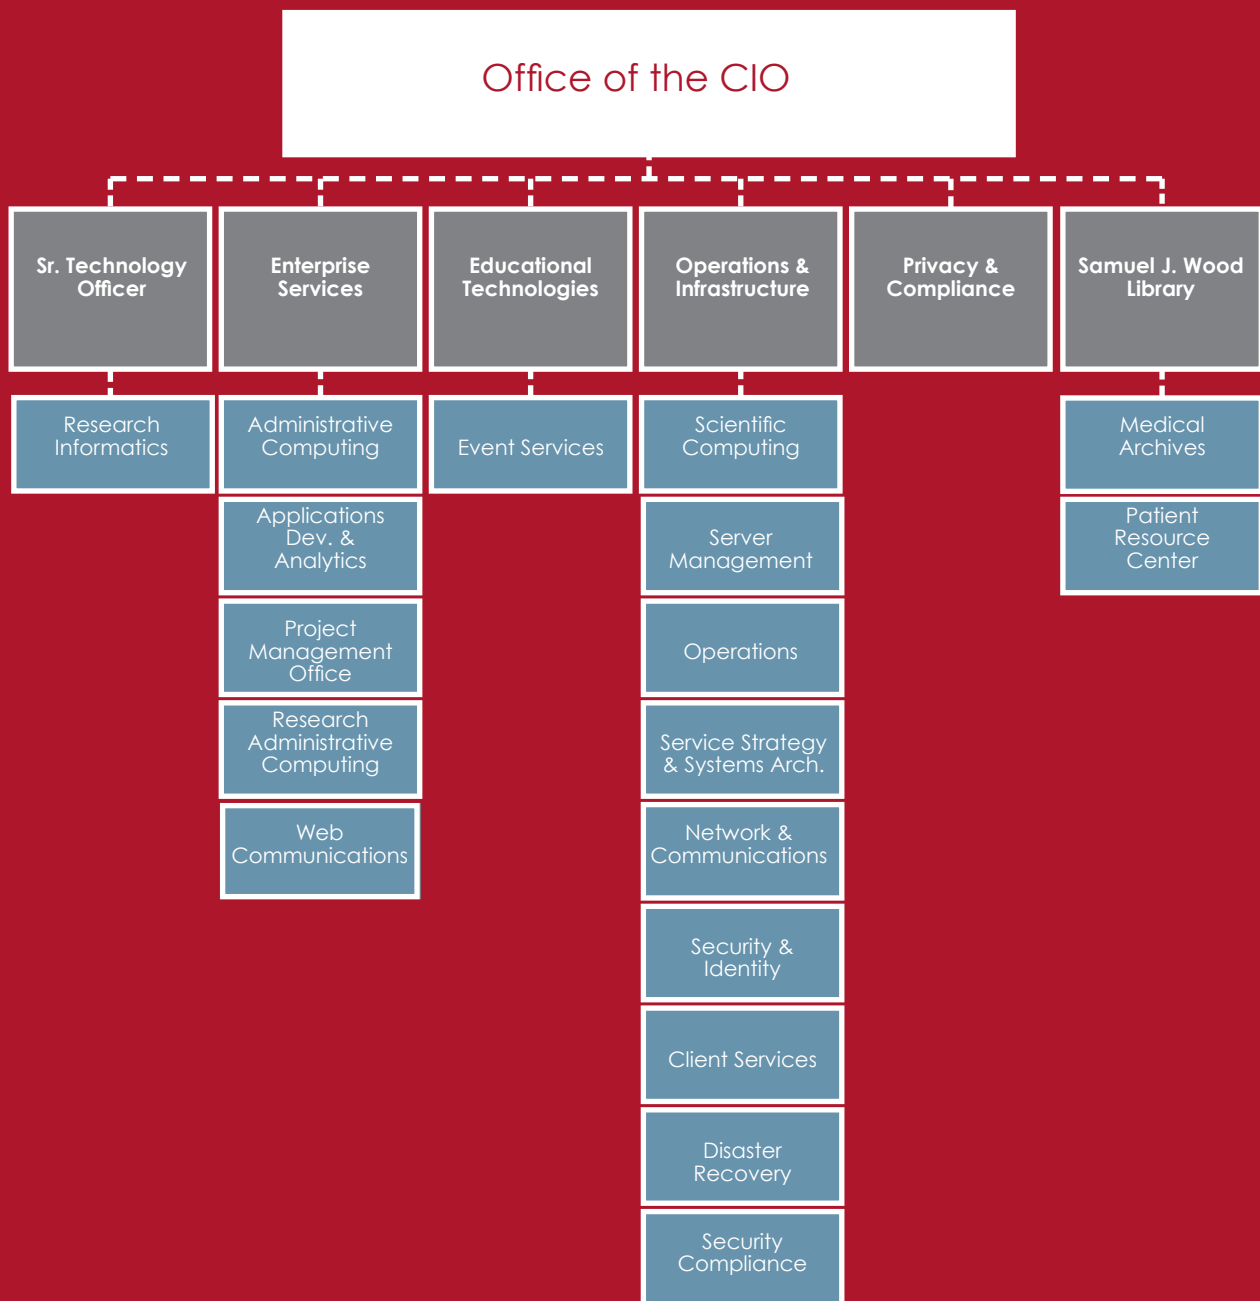 Office of the CIO
Sr. Technology
Officer
Enterprise
Services
Educational
Technologies
Operations &
Infrastructure
Privacy &
Compliance
Samuel J. Wood
Library
Research
Informatics
Administrative
Computing
Applications
Dev. &
Analytics
Project
Management
Office
Research
Administrative
Computing
Web
Communications
Event Services
Scientific
Computing
Server
Management
Operations
Service Strategy
& Systems Arch.
Network &
Communications
Security &
Identity
Client Services
Disaster
Recovery
Security
Compliance
Medical
Archives
Patient
Resource
Center